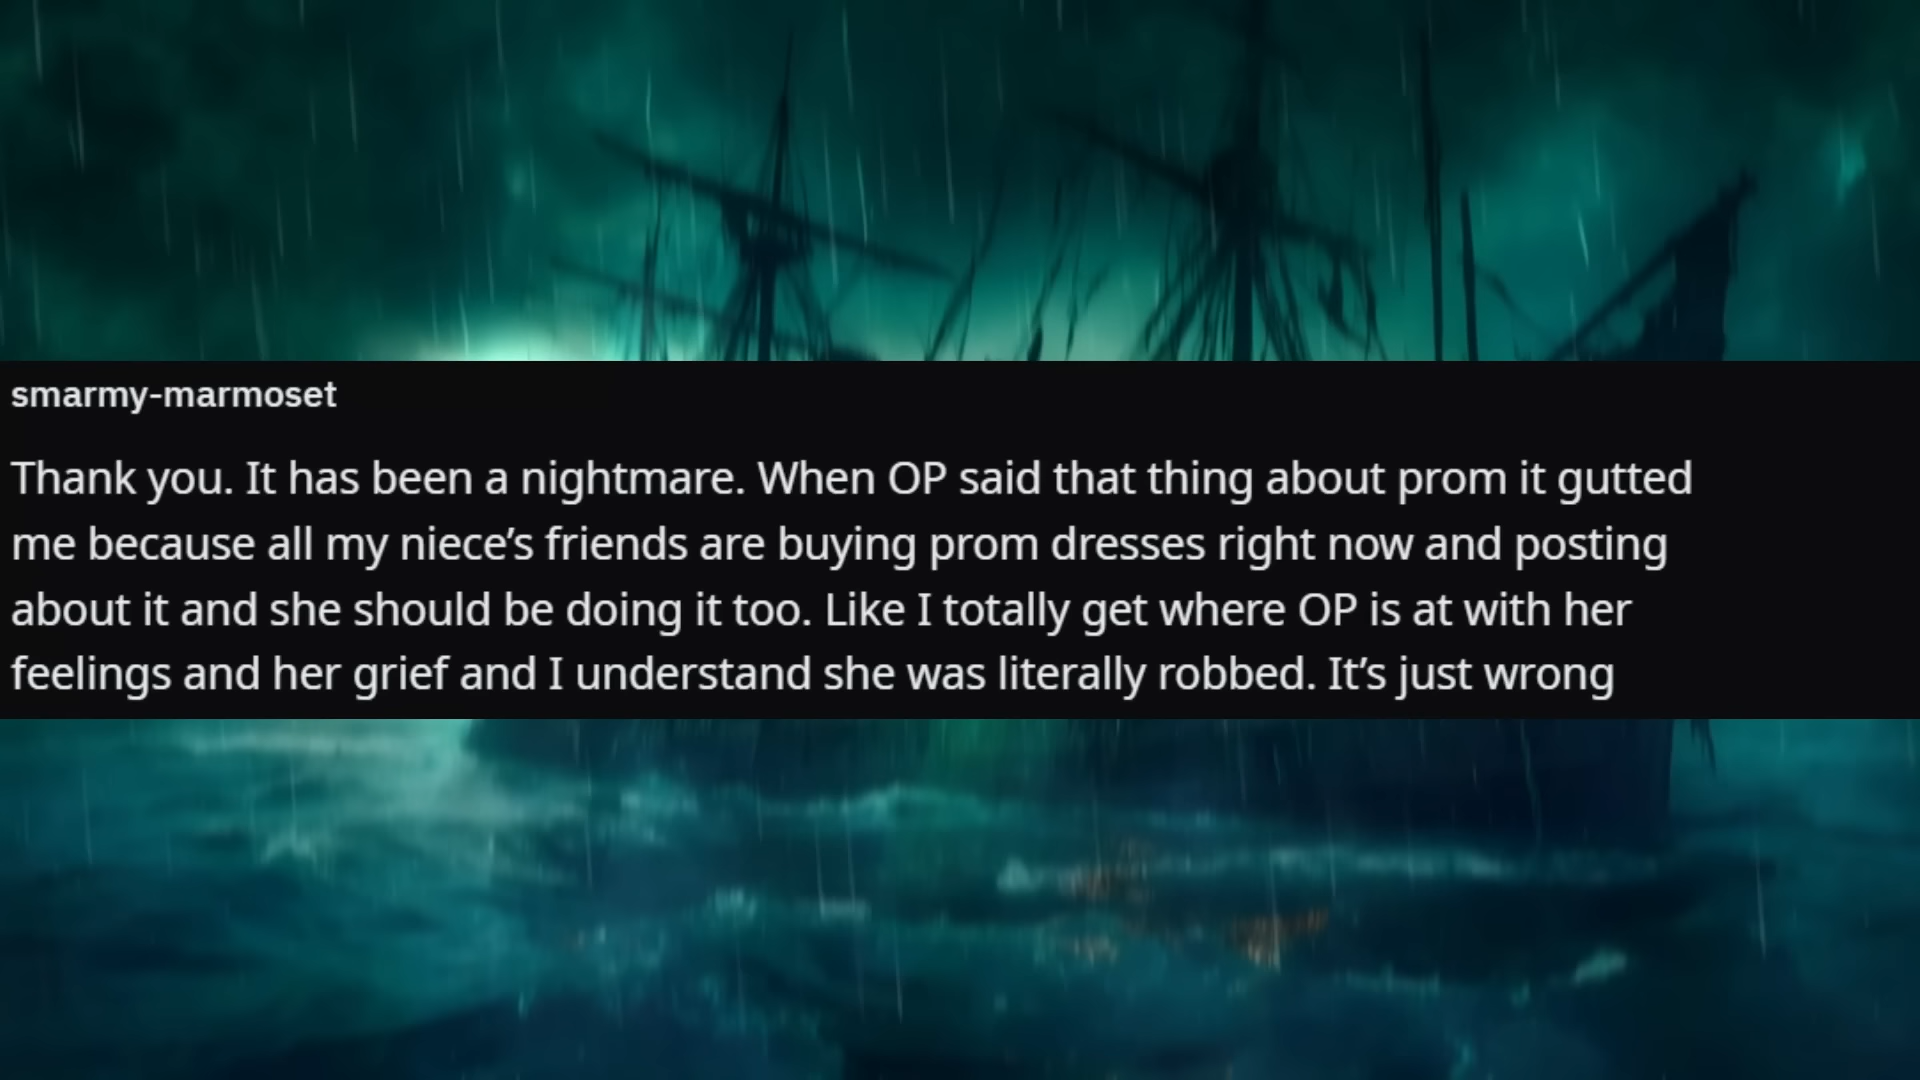 smarmy-marmoset
Thank you. It has been a nightmare. When OP said that thing about prom it gutted
me because all my niece’s friends are buying prom dresses right now and posting
about it and she should be doing it too. Like I totally get where OP is at with her
feelings and her grief and I understand she was literally robbed. It’s just wrong